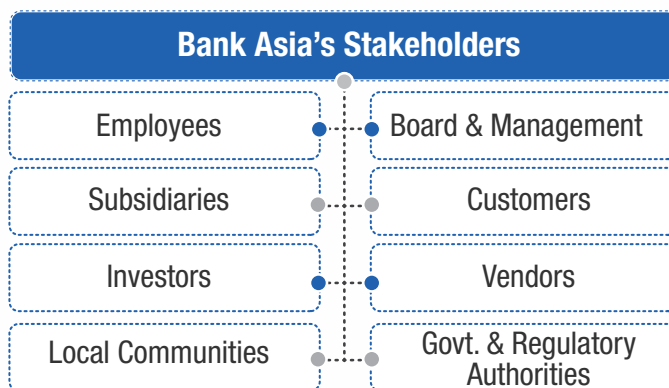 Bank Asia’s Stakeholders
Employees
Board & Management
Subsidiaries
Customers
Investors
Vendors
Local Communities
Govt. & Regulatory
Authorities